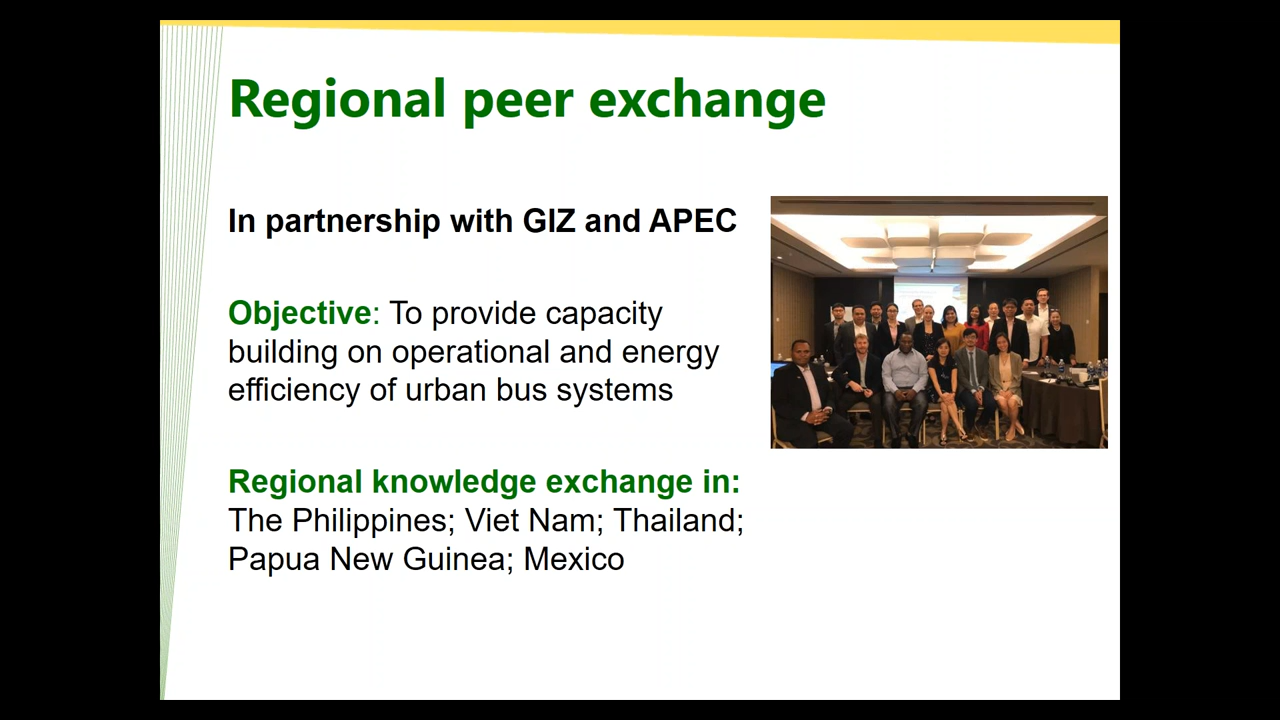 Regional peer exchange
In partnership with GIZ and APEC
Objective: To provide capacity
building on operational and energy
efficiency of urban bus systems
Regional knowledge exchange in:
The Philippines; Viet Nam; Thailand;
Papua New Guinea; Mexico